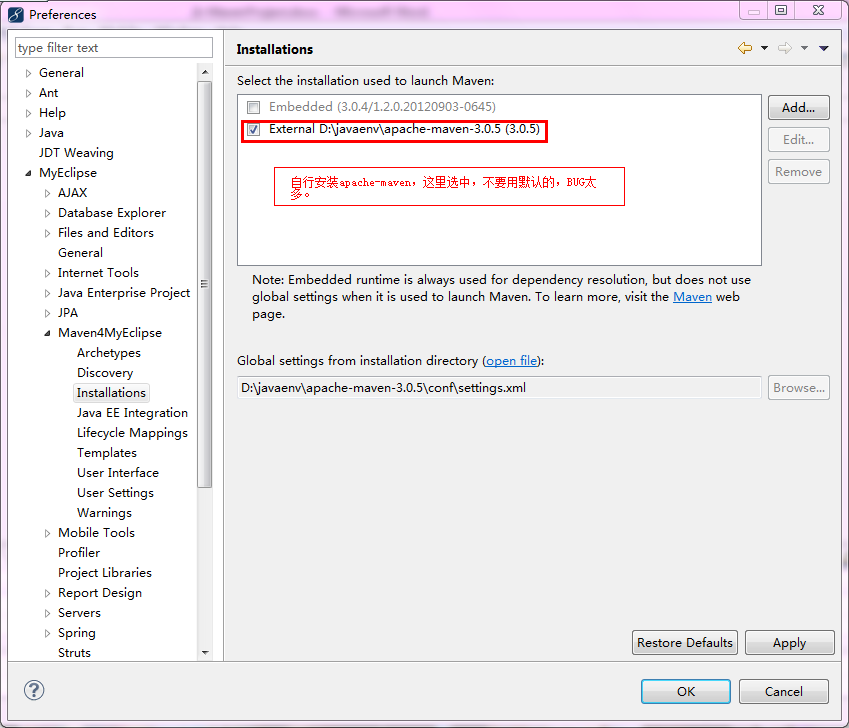 Preferences
type filter text
General
Ant
Help
Java
JDT Weaving
MyEclipse
AJAX
Database Explorer
Files and Editors
General
Internet Tools
Java Enterprise Project
JPA
Maven4MyEclipse
Archetypes
Discovery
Installations
Java EE Integration
Lifecycle Mappings
Templates
User Interface
User Settings
Warnings
Mobile Tools
Profiler
Project Libraries
Report Design
Servers
Spring
Struts
Installations
Select the installation used to launch Maven:
Embedded (3.0.4/1.2.0.20120903-0645)
External D:\javaenv\apache-maven-3.0.5 (3.0.5)
自行安装apache-maven，这里选中，不要用默认的，BUG太
多。
Add...
Edit...
Remove
Note: Embedded runtime is always used for dependency resolution, but does not use
global settings when it is used to launch Maven. To learn more, visit the Maven web
page.
Global settings from installation directory (open file):
D:\javaenv\apache-maven-3.0.5\conf\settings.xml
Browse...
Restore Defaults
Apply
OK
Cancel